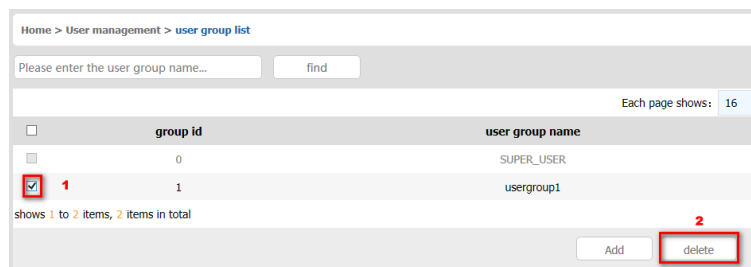 Home > User management > user group list
Please enter the user group name... find
Each page shows: 16
group id user group name
0 SUPER_USER
1 1 usergroup1
shows 1 to 2 items, 2 items in total
2
Add delete